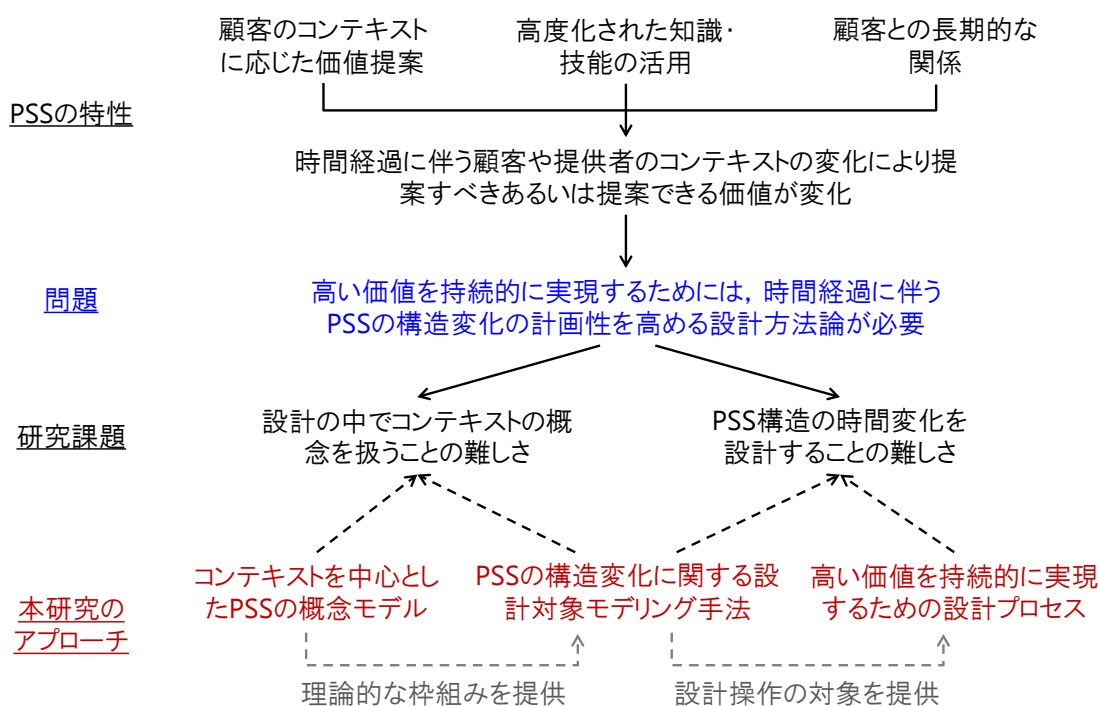 顧客のコンテキスト
に応じた価値提案
高度化された知識・
技能の活用
顧客との長期的な
関係
PSSの特性
時間経過に伴う顧客や提供者のコンテキストの変化により提
案すべきあるいは提案できる価値が変化
問題
高い価値を持続的に実現するためには，時間経過に伴う
PSSの構造変化の計画性を高める設計方法論が必要
研究課題
設計の中でコンテキストの概
念を扱うことの難しさ
PSS構造の時間変化を
設計することの難しさ
本研究の
アプローチ
コンテキストを中心とし
たPSSの概念モデル
PSSの構造変化に関する設
計対象モデリング手法
高い価値を持続的に実現
するための設計プロセス
理論的な枠組みを提供
設計操作の対象を提供